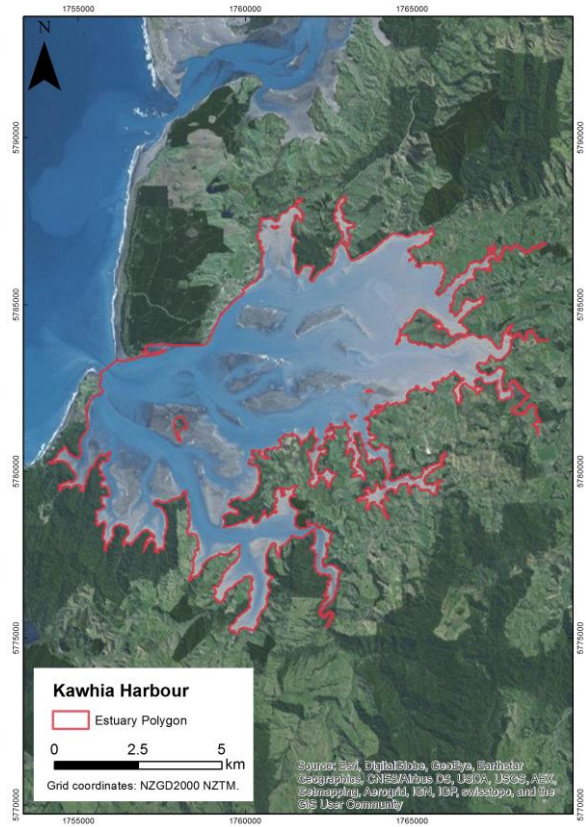 1755000 1760000 1765000
N
5790000 5790000
5785000 5785000
5780000 5780000
5775000 5775000
5770000 5770000
Kawhia Harbour
Estuary Polygon
0 2.5 5
km
Grid coordinates: NZGD2000 NZTM.
Source: Esri, DigitalGlobe, GeoEye, Earthstar
Geographics, CNES/Airbus DS, USDA, USGS, AEX,
Getmapping, Aerogrid, IGN, IGP, swisstopo, and the
GIS User Community
1755000 1760000 1765000